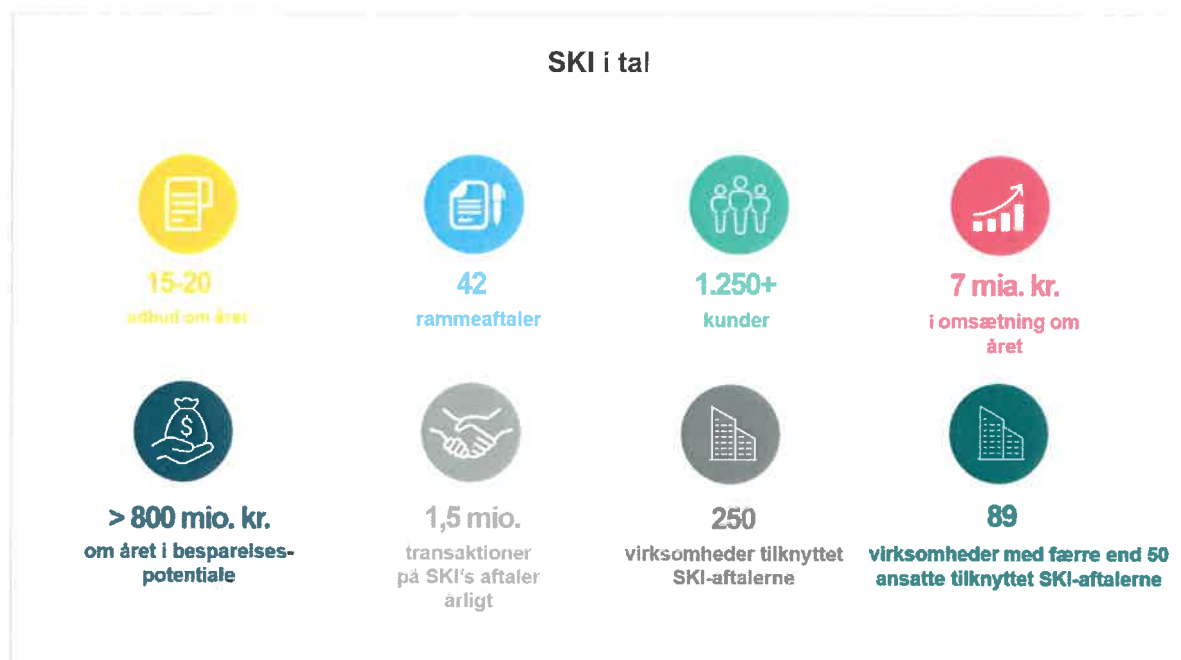 SKI i tal
15-20
udbud om året
42
rammeaftaler
1.250+
kunder
7 mia. kr.
i omsætning om
året
> 800 mio. kr.
om året i besparelses-
potentiale
1,5 mio.
transaktioner
på SKI's aftaler
årligt
250
virksomheder tilknyttet
SKI-aftalerne
89
virksomheder med færre end 50
ansatte tilknyttet SKI-aftalerne